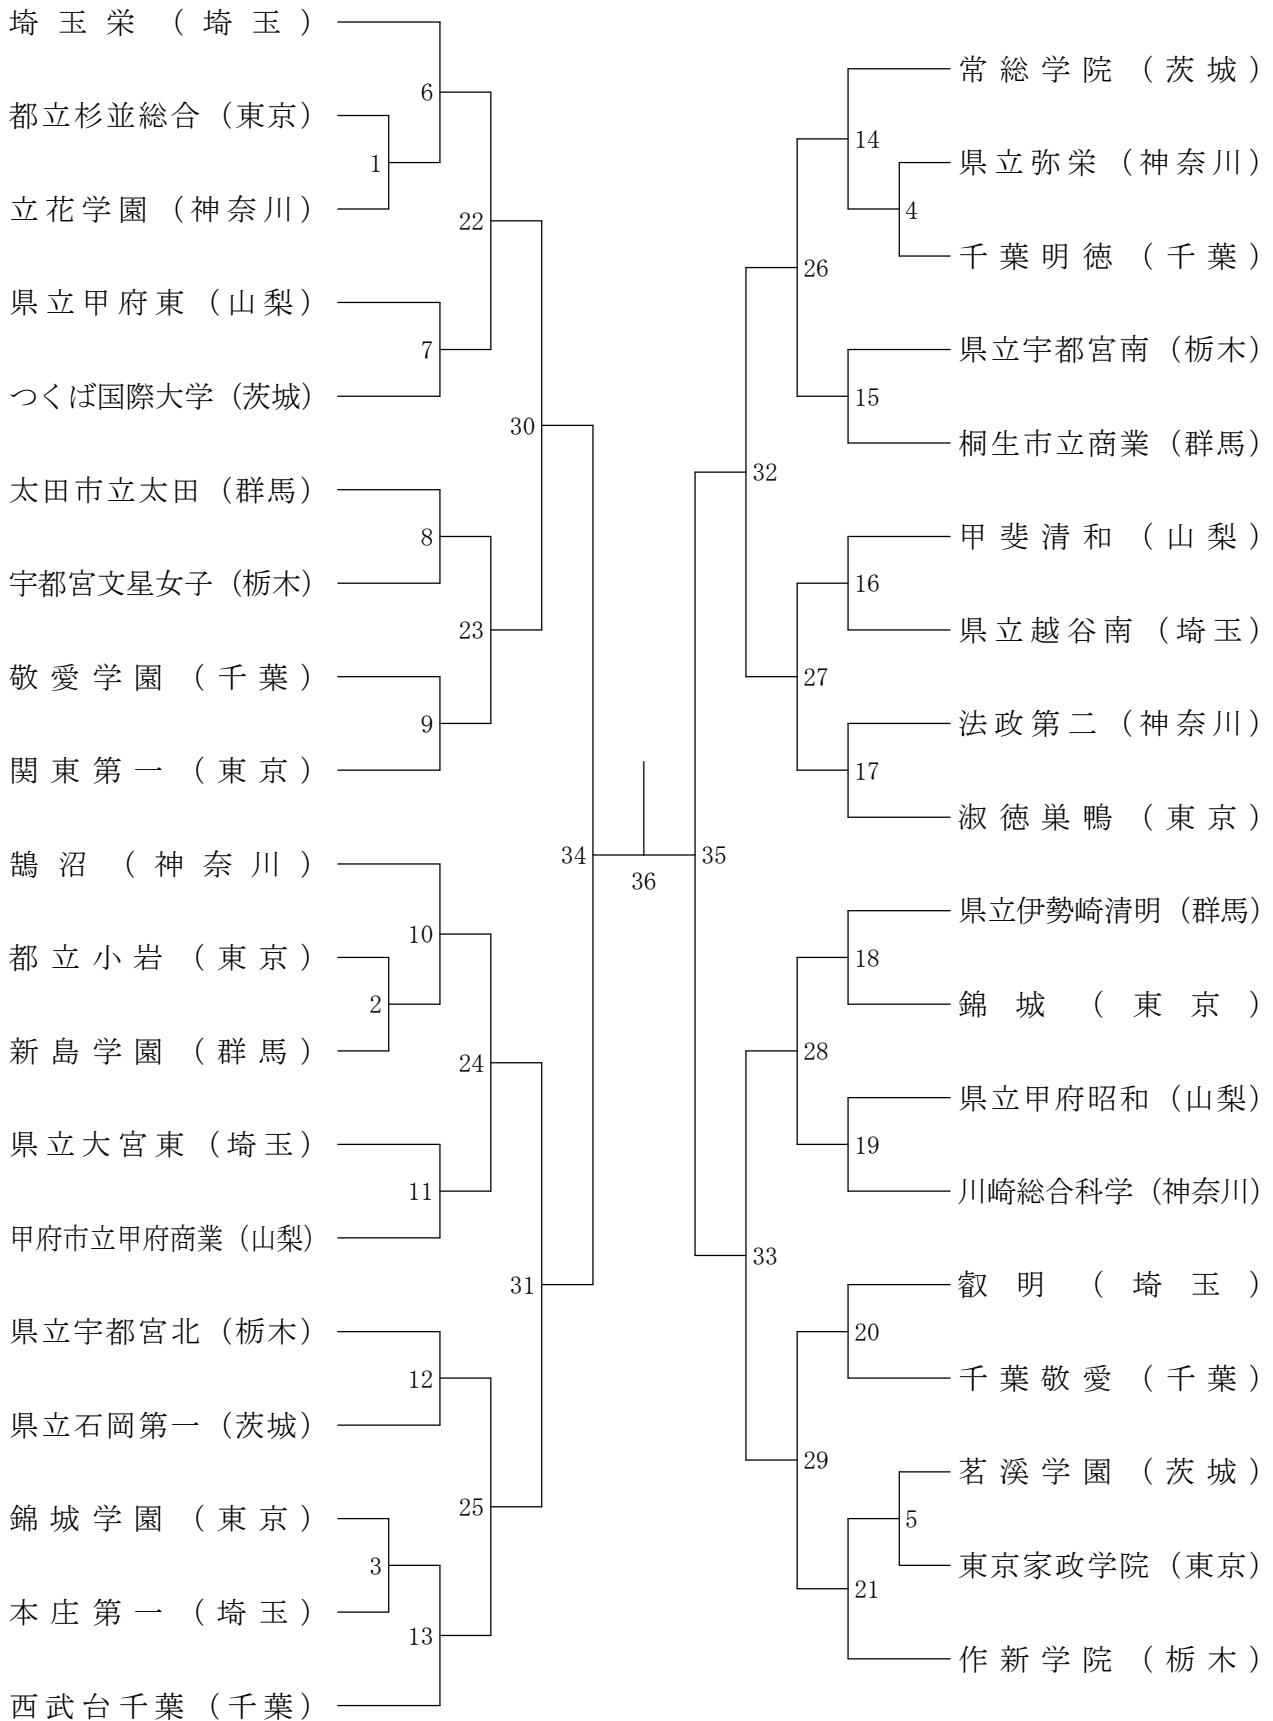 埼玉栄（埼玉）
都立杉並総合（東京）
立花学園（神奈川）
県立甲府東（山梨）
つくば国際大学（茨城）
太田市立太田（群馬）
宇都宮文星女子（栃木）
敬愛学園（千葉）
関東第一（東京）
鵠沼（神奈川）
都立小岩（東京）
新島学園（群馬）
県立大宮東（埼玉）
甲府市立甲府商業（山梨）
県立宇都宮北（栃木）
県立石岡第一（茨城）
錦城学園（東京）
本庄第一（埼玉）
西武台千葉（千葉）
1
2
3
6
7
8
9
10
11
12
13
22
23
24
25
30
31
34
36
35
32
33
26
27
28
29
14
15
16
17
18
19
20
21
4
5
常総学院（茨城）
県立弥栄（神奈川）
千葉明徳（千葉）
県立宇都宮南（栃木）
桐生市立商業（群馬）
甲斐清和（山梨）
県立越谷南（埼玉）
法政第二（神奈川）
淑徳巣鴨（東京）
県立伊勢崎清明（群馬）
錦城（東京）
県立甲府昭和（山梨）
川崎総合科学（神奈川）
叡明（埼玉）
千葉敬愛（千葉）
茗溪学園（茨城）
東京家政学院（東京）
作新学院（栃木）